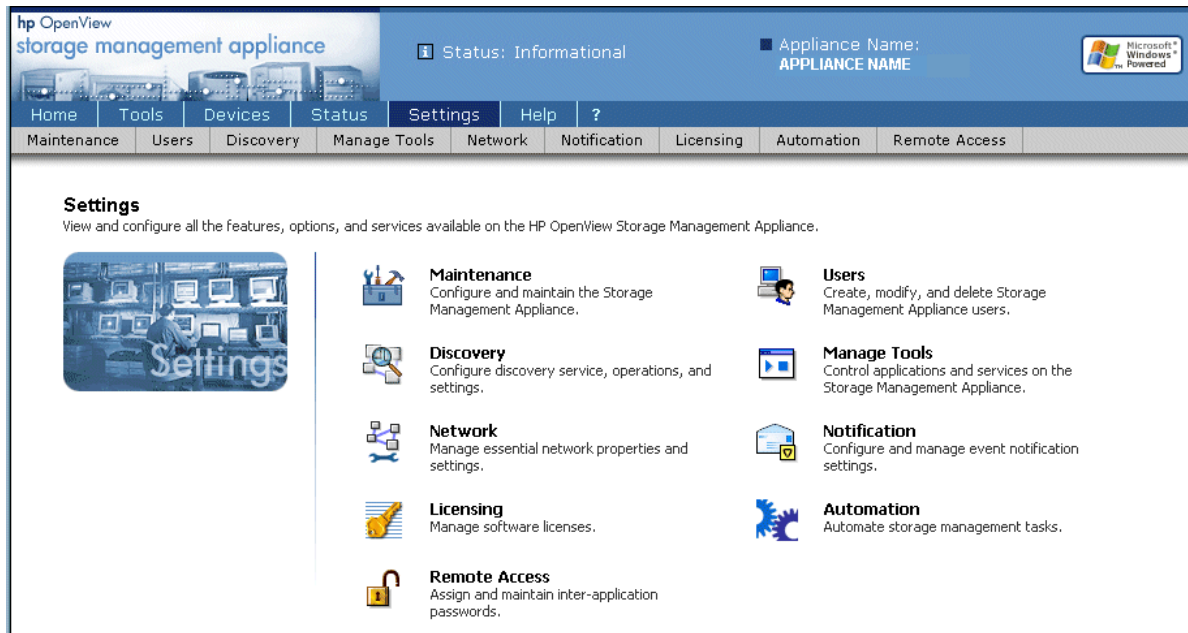 hp OpenView
storage management appliance
i Status: Informational
Appliance Name:
APPLIANCE NAME
Microsoft®
Windows®
Powered
TM
Home Tools Devices Status Settings Help ?
Maintenance Users Discovery Manage Tools Network Notification Licensing Automation Remote Access
Settings
View and configure all the features, options, and services available on the HP OpenView Storage Management Appliance.
Settings
Maintenance
Configure and maintain the Storage
Management Appliance.
Users
Create, modify, and delete Storage
Management Appliance users.
Discovery
Configure discovery service, operations, and
settings.
Manage Tools
Control applications and services on the
Storage Management Appliance.
Network
Manage essential network properties and
settings.
Notification
Configure and manage event notification
settings.
Licensing
Manage software licenses.
Automation
Automate storage management tasks.
Remote Access
Assign and maintain inter-application
passwords.